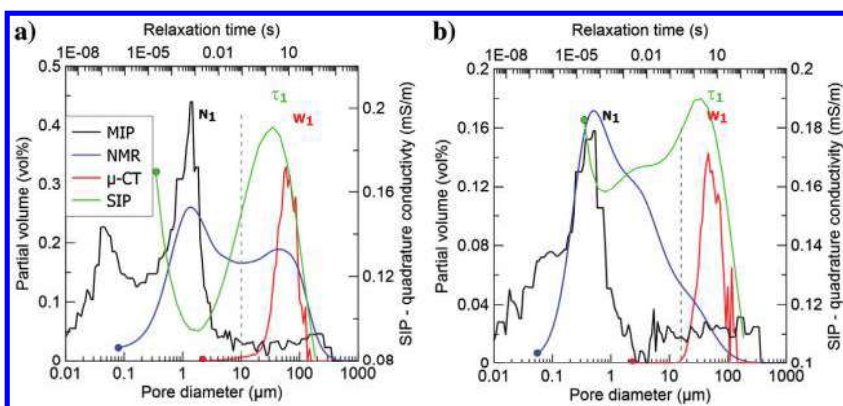 a)
Relaxation time (s)
1E-08 1E-05 0.01 10
0.5
0.4
0.3
0.2
0.1
0
Partial volume (vol%)
MIP
NMR
μ-CT
SIP
N₁
τ₁
w₁
0.2
0.16
0.12
0.08
SIP - quadrature conductivity (mS/m)
0.01 0.1 1 10 100 1000
Pore diameter (μm)
b)
Relaxation time (s)
1E-08 1E-05 0.01 10
0.2
0.16
0.12
0.08
0.04
0
Partial volume (vol%)
N₁
τ₁
w₁
0.2
0.18
0.16
0.14
0.12
0.1
SIP - quadrature conductivity (mS/m)
0.01 0.1 1 10 100 1000
Pore diameter (μm)